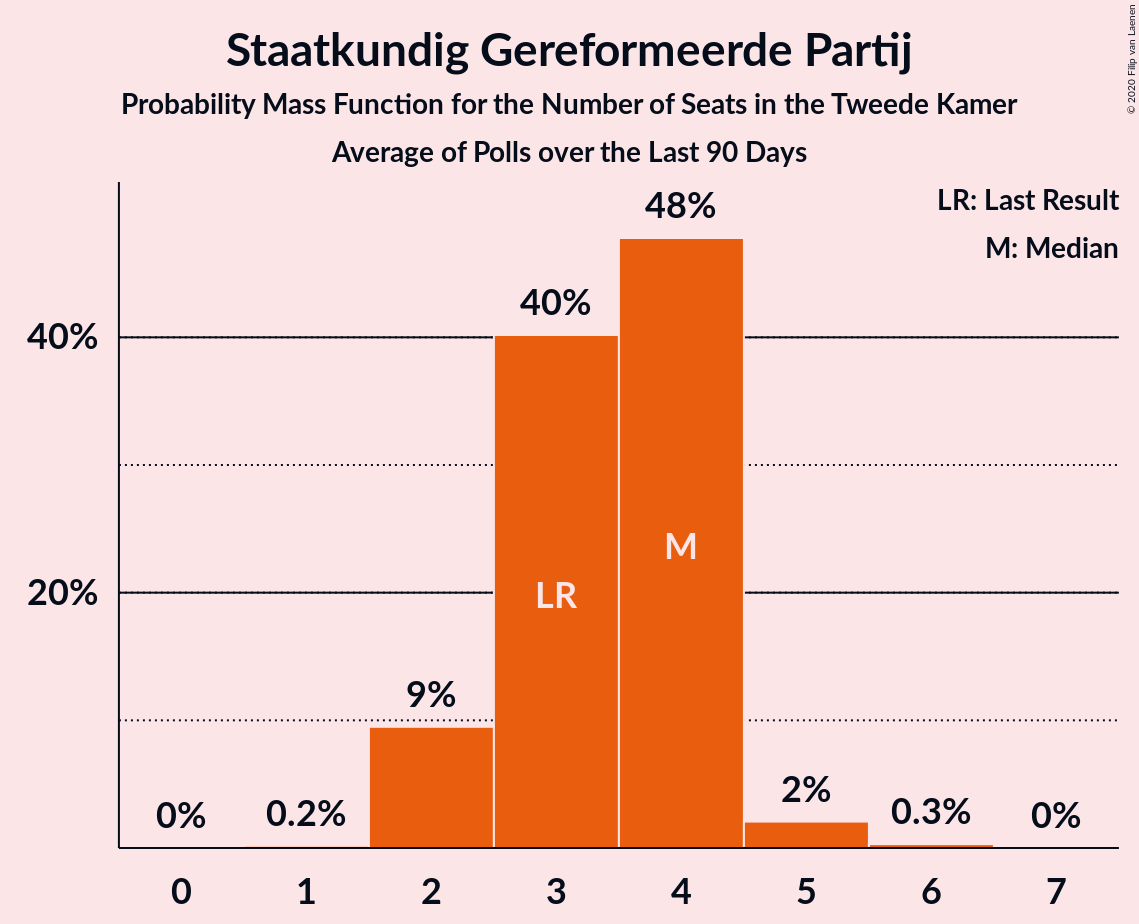 Staatkundig Gereformeerde Partij
Probability Mass Function for the Number of Seats in the Tweede Kamer
Average of Polls over the Last 90 Days
© 2020 Filip van Laenen
LR: Last Result
M: Median
48%
40%
40%
M
LR
20%
9%
0%
0.2%
2%
0.3%
0%
0 1 2 3 4 5 6 7